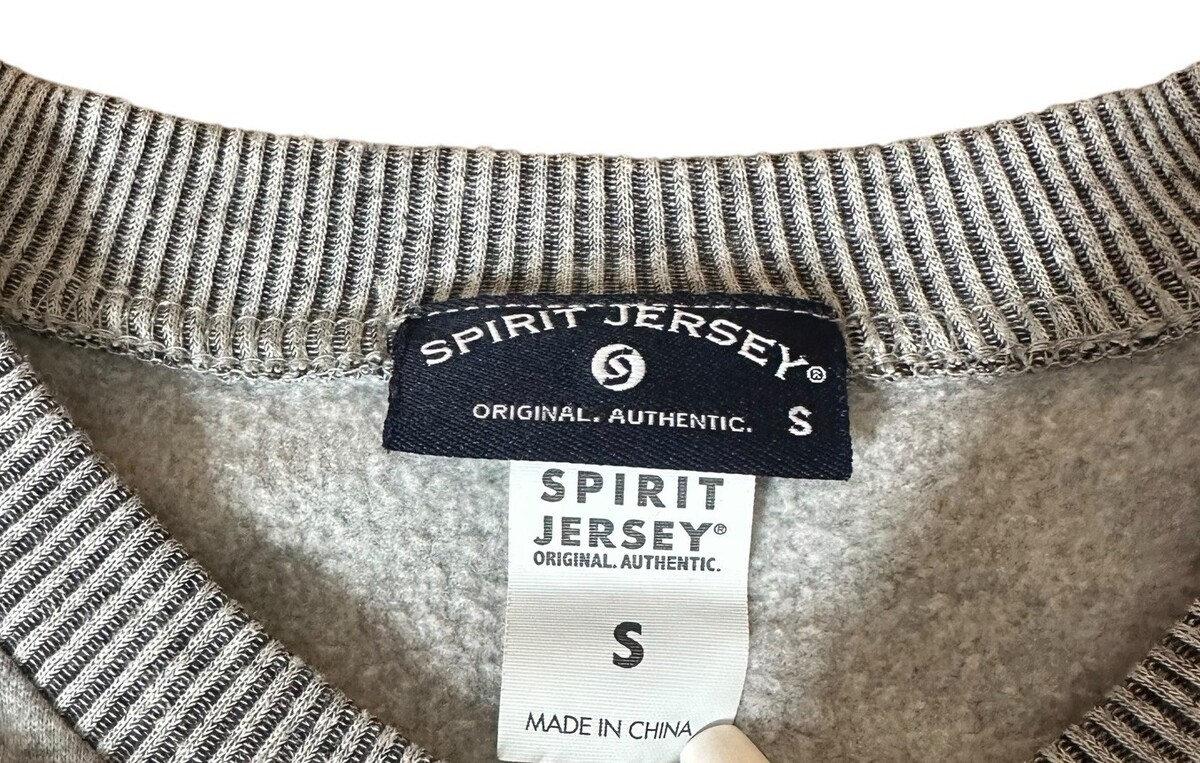 SPIRIT JERSEY®
S
ORIGINAL. AUTHENTIC. S
SPIRIT
JERSEY®
ORIGINAL. AUTHENTIC.
S
MADE IN CHINA